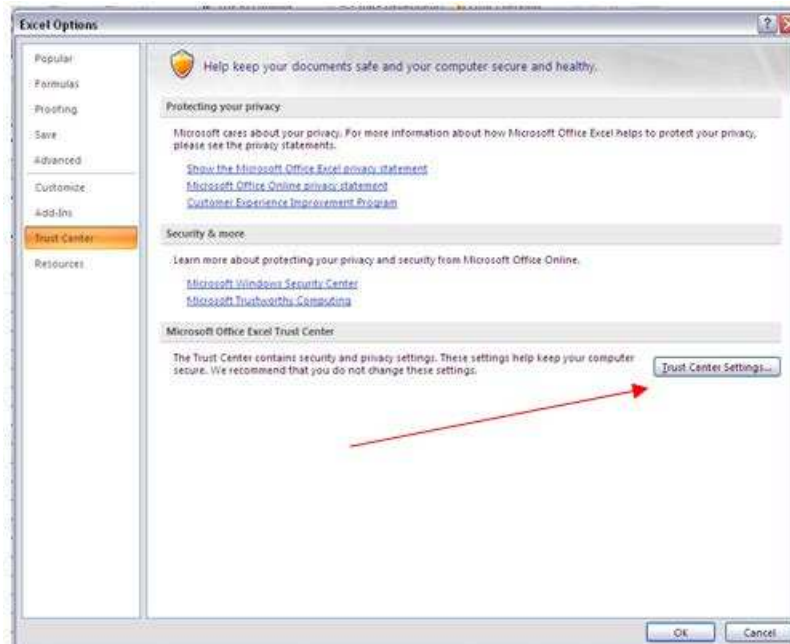 Excel Options
Popular
Formulas
Proofing
Save
Advanced
Customize
Add-Ins
Trust Center
Resources
Help keep your documents safe and your computer secure and healthy.
Protecting your privacy
Microsoft cares about your privacy. For more information about how Microsoft Office Excel helps to protect your privacy,
please see the privacy statements.
Show the Microsoft Office Excel privacy statement
Microsoft Office Online privacy statement
Customer Experience Improvement Program
Security & more
Learn more about protecting your privacy and security from Microsoft Office Online.
Microsoft Windows Security Center
Microsoft Trustworthy Computing
Microsoft Office Excel Trust Center
The Trust Center contains security and privacy settings. These settings help keep your computer
secure. We recommend that you do not change these settings.
Trust Center Settings...
OK
Cancel